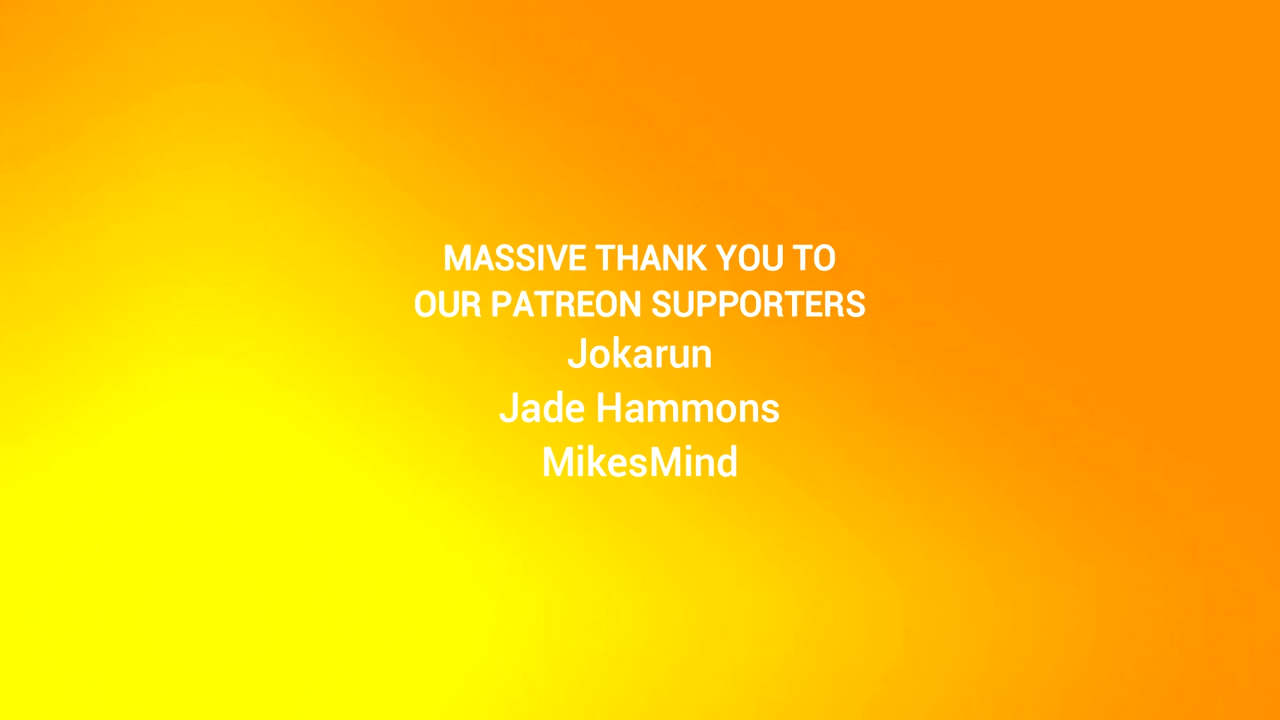 MASSIVE THANK YOU TO
OUR PATREON SUPPORTERS
Jokarun
Jade Hammons
MikesMind